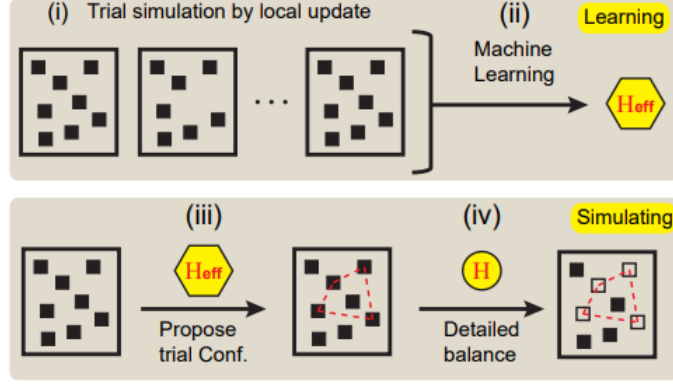 (i) Trial simulation by local update
(ii)
Learning
Machine
Learning
...
Heff
(iii)
(iv)
Simulating
Heff
H
Propose
trial Conf.
Detailed
balance